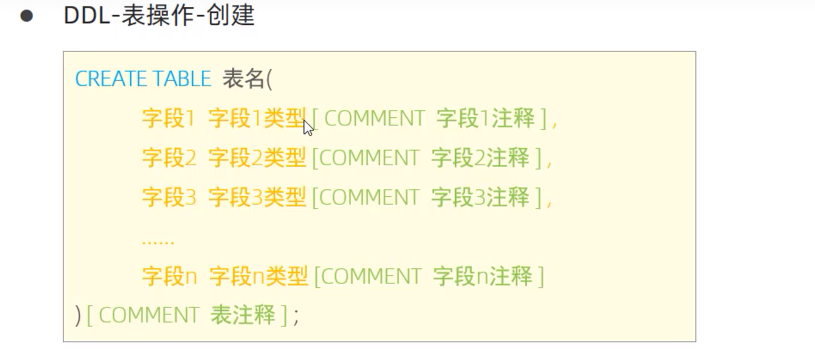 ● DDL-表操作-创建
CREATE TABLE 表名(
字段1 字段1类型[ COMMENT 字段1注释 ] ,
字段2 字段2类型[COMMENT 字段2注释 ] ,
字段3 字段3类型[COMMENT 字段3注释 ] ,
......
字段n 字段n类型[COMMENT 字段n注释 ]
)[ COMMENT 表注释 ] ;